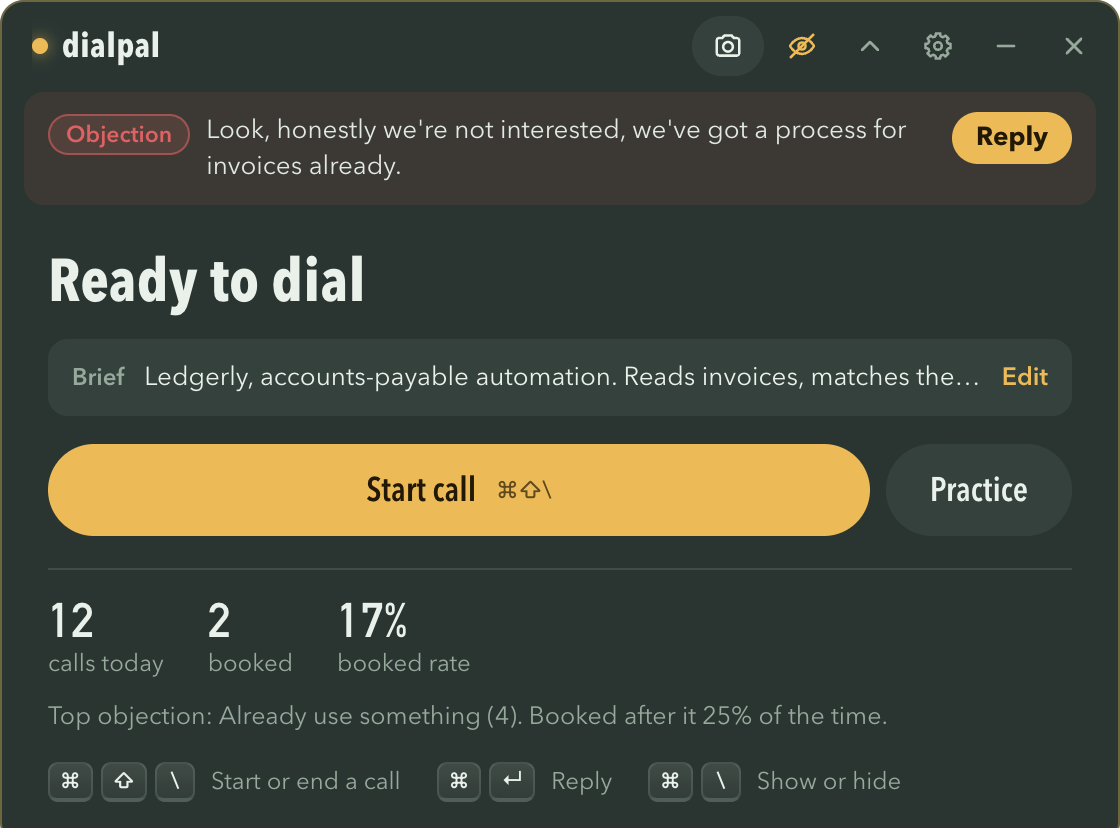 dialpal
Objection
Look, honestly we're not interested, we've got a process for
invoices already.
Reply
Ready to dial
Brief Ledgerly, accounts-payable automation. Reads invoices, matches the… Edit
Start call ⌘⇧\
Practice
12 2 17%
calls today booked booked rate
Top objection: Already use something (4). Booked after it 25% of the time.
⌘ ⇧ \ Start or end a call ⌘ ↵ Reply ⌘ \ Show or hide